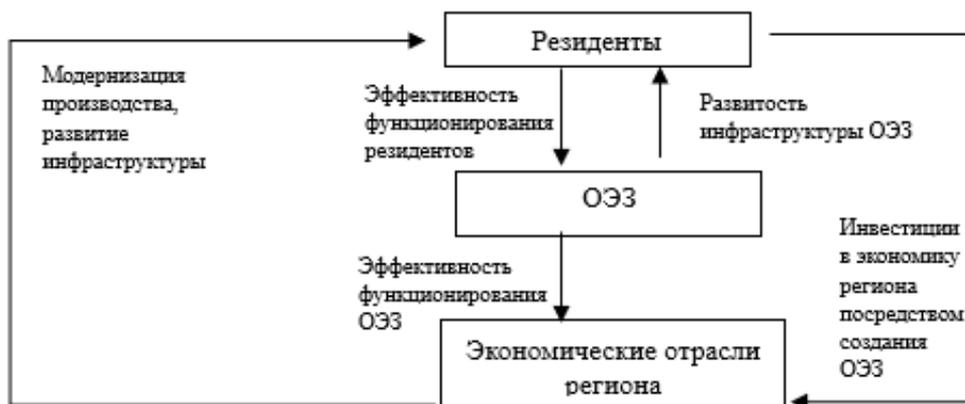 Резиденты
Модернизация
производства,
развитие
инфраструктуры
Эффективность
функционирования
резидентов
Развитость
инфраструктуры ОЭЗ
ОЭЗ
Эффективность
функционирования
ОЭЗ
Инвестиции
в экономику
региона
посредством
создания
ОЭЗ
Экономические отрасли
региона